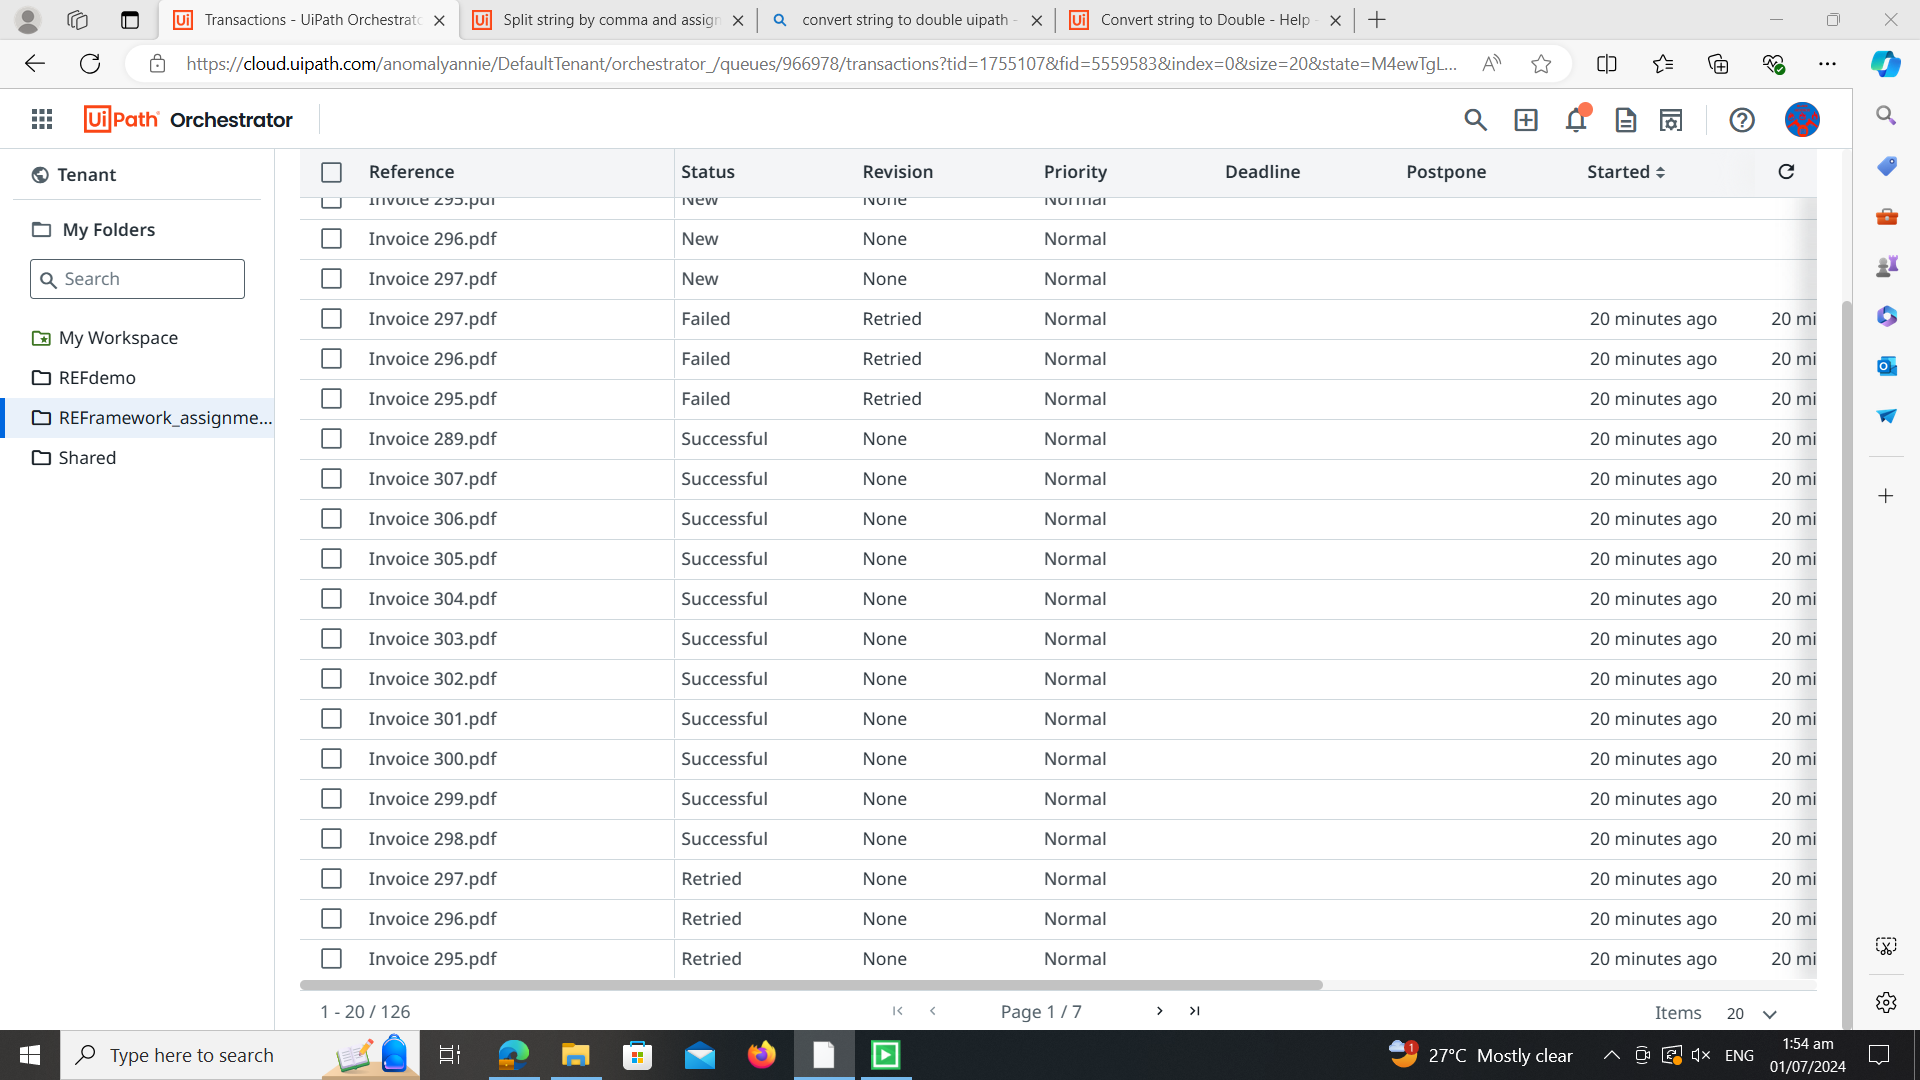 Transactions - UiPath Orchestrato
Split string by comma and assign
convert string to double uipath -
Convert string to Double - Help -
https://cloud.uipath.com/anomalyannie/DefaultTenant/orchestrator_/queues/966978/transactions?tid=1755107&fid=5559583&index=0&size=20&state=M4ewTgL...
UiPath Orchestrator
Tenant
My Folders
Search
My Workspace
REFdemo
REFramework_assignme...
Shared
Reference Status Revision Priority Deadline Postpone Started
Invoice 295.pdf New None Normal
Invoice 296.pdf New None Normal
Invoice 297.pdf New None Normal
Invoice 297.pdf Failed Retried Normal 20 minutes ago 20 mi
Invoice 296.pdf Failed Retried Normal 20 minutes ago 20 mi
Invoice 295.pdf Failed Retried Normal 20 minutes ago 20 mi
Invoice 289.pdf Successful None Normal 20 minutes ago 20 mi
Invoice 307.pdf Successful None Normal 20 minutes ago 20 mi
Invoice 306.pdf Successful None Normal 20 minutes ago 20 mi
Invoice 305.pdf Successful None Normal 20 minutes ago 20 mi
Invoice 304.pdf Successful None Normal 20 minutes ago 20 mi
Invoice 303.pdf Successful None Normal 20 minutes ago 20 mi
Invoice 302.pdf Successful None Normal 20 minutes ago 20 mi
Invoice 301.pdf Successful None Normal 20 minutes ago 20 mi
Invoice 300.pdf Successful None Normal 20 minutes ago 20 mi
Invoice 299.pdf Successful None Normal 20 minutes ago 20 mi
Invoice 298.pdf Successful None Normal 20 minutes ago 20 mi
Invoice 297.pdf Retried None Normal 20 minutes ago 20 mi
Invoice 296.pdf Retried None Normal 20 minutes ago 20 mi
Invoice 295.pdf Retried None Normal 20 minutes ago 20 mi
1 - 20 / 126 Page 1 / 7 Items 20
Type here to search
1
27°C Mostly clear
ENG
1:54 am
01/07/2024